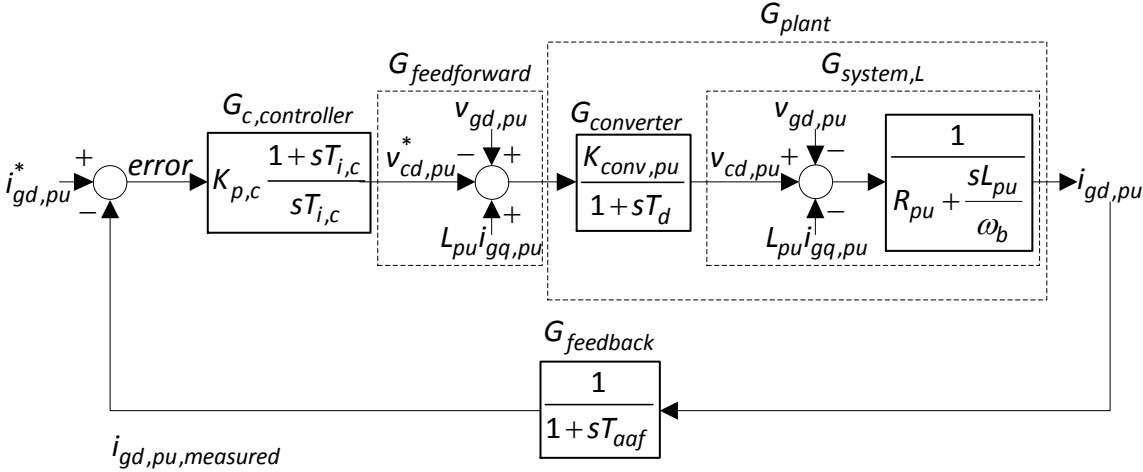 G_plant
G_feedforward
G_system,L
G_c,controller
v_gd,pu
G_converter
v_gd,pu
i*_gd,pu
+
−
error
K_p,c (1 + sT_i,c) / (sT_i,c)
v*_cd,pu
−
+
+
K_conv,pu / (1 + sT_d)
v_cd,pu
+
−
−
1 / (R_pu + sL_pu / ω_b)
i_gd,pu
L_pu i_gq,pu
L_pu i_gq,pu
G_feedback
1 / (1 + sT_aaf)
i_gd,pu,measured